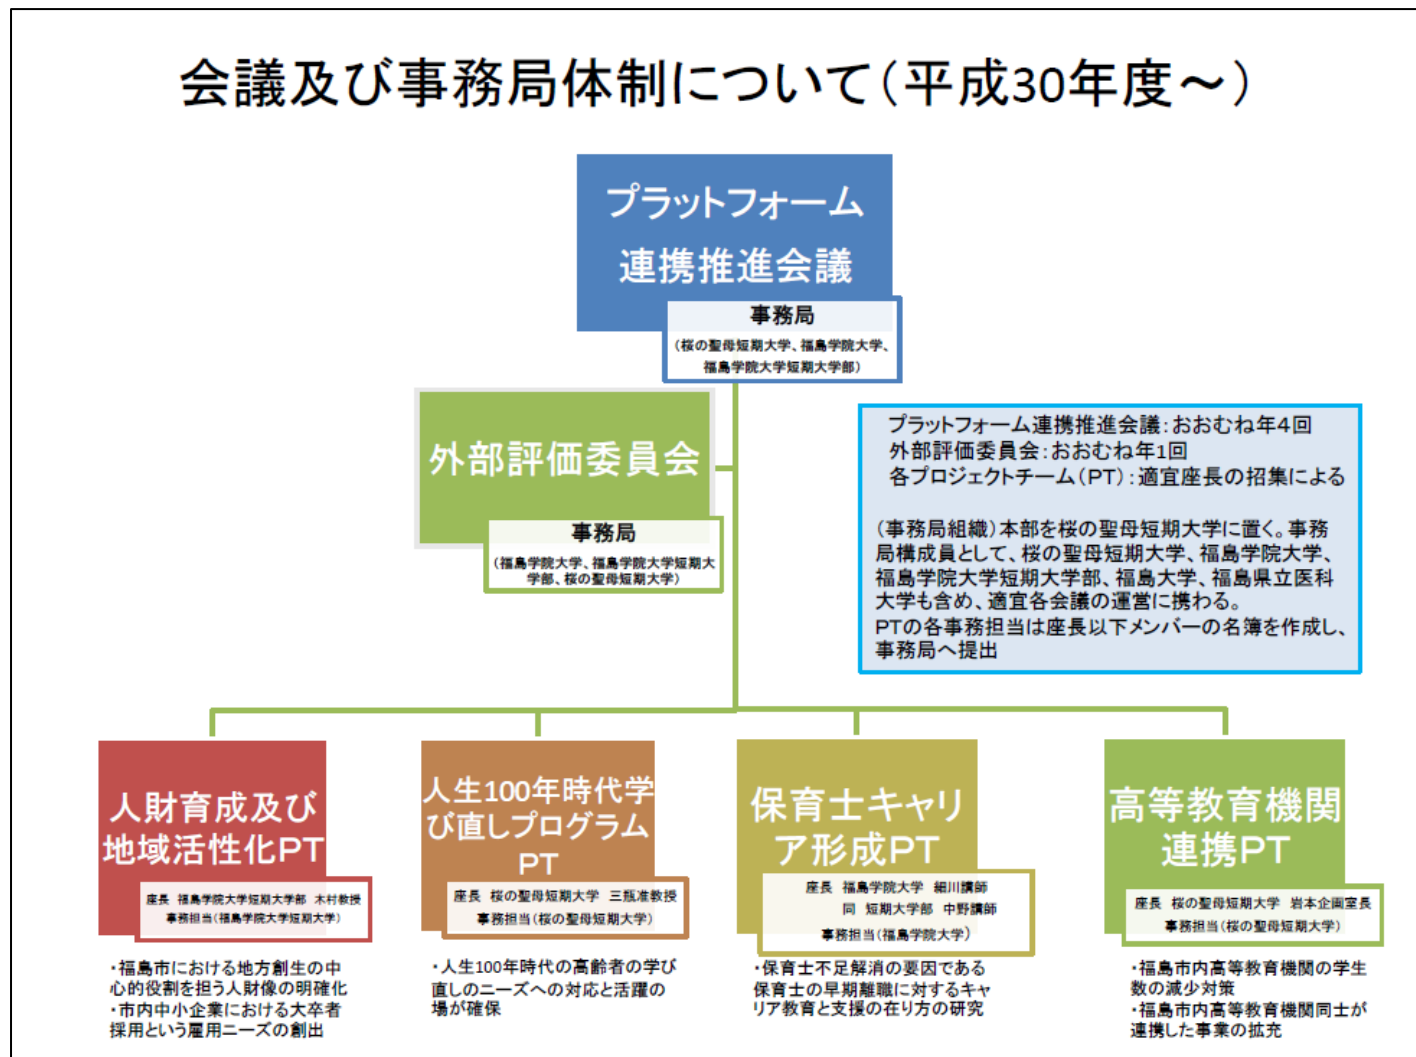 会議及び事務局体制について（平成30年度～）
プラットフォーム
連携推進会議
事務局
（桜の聖母短期大学、福島学院大学、
福島学院大学短期大学部）
外部評価委員会
事務局
（福島学院大学、福島学院大学短期大
学部、桜の聖母短期大学）
プラットフォーム連携推進会議：おおむね年４回
外部評価委員会：おおむね年1回
各プロジェクトチーム（PT）：適宜座長の招集による
（事務局組織）本部を桜の聖母短期大学に置く。事務
局構成員として、桜の聖母短期大学、福島学院大学、
福島学院大学短期大学部、福島大学、福島県立医科
大学も含め、適宜各会議の運営に携わる。
PTの各事務担当は座長以下メンバーの名簿を作成し、
事務局へ提出
人財育成及び
地域活性化PT
座長　福島学院大学短期大学部　木村教授
事務担当（福島学院大学短期大学）
・福島市における地方創生の中
心的役割を担う人財像の明確化
・市内中小企業における大卒者
採用という雇用ニーズの創出
人生100年時代学
び直しプログラム
PT
座長　桜の聖母短期大学　三瓶准教授
事務担当（桜の聖母短期大学）
・人生100年時代の高齢者の学び
直しのニーズへの対応と活躍の
場が確保
保育士キャリ
ア形成PT
座長　福島学院大学　細川講師
同　短期大学部　中野講師
事務担当（福島学院大学）
・保育士不足解消の要因である
保育士の早期離職に対するキャ
リア教育と支援の在り方の研究
高等教育機関
連携PT
座長　桜の聖母短期大学　岩本企画室長
事務担当（桜の聖母短期大学）
・福島市内高等教育機関の学生
数の減少対策
・福島市内高等教育機関同士が
連携した事業の拡充